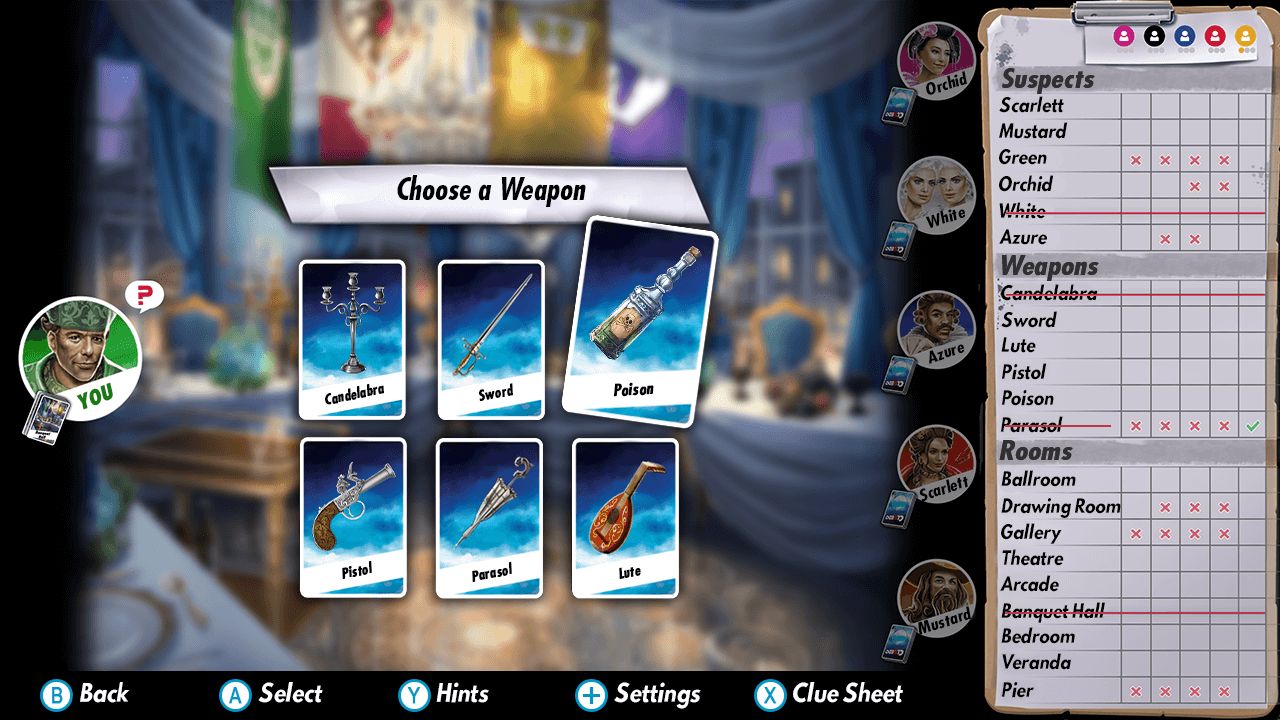 Choose a Weapon
Candelabra
Sword
Poison
Pistol
Parasol
Lute
?
YOU
Orchid
White
Azure
Scarlett
Mustard
Suspects
Scarlett
Mustard
Green
Orchid
White
Azure
Weapons
Candelabra
Sword
Lute
Pistol
Poison
Parasol
Rooms
Ballroom
Drawing Room
Gallery
Theatre
Arcade
Banquet Hall
Bedroom
Veranda
Pier
B Back
A Select
Y Hints
+ Settings
X Clue Sheet